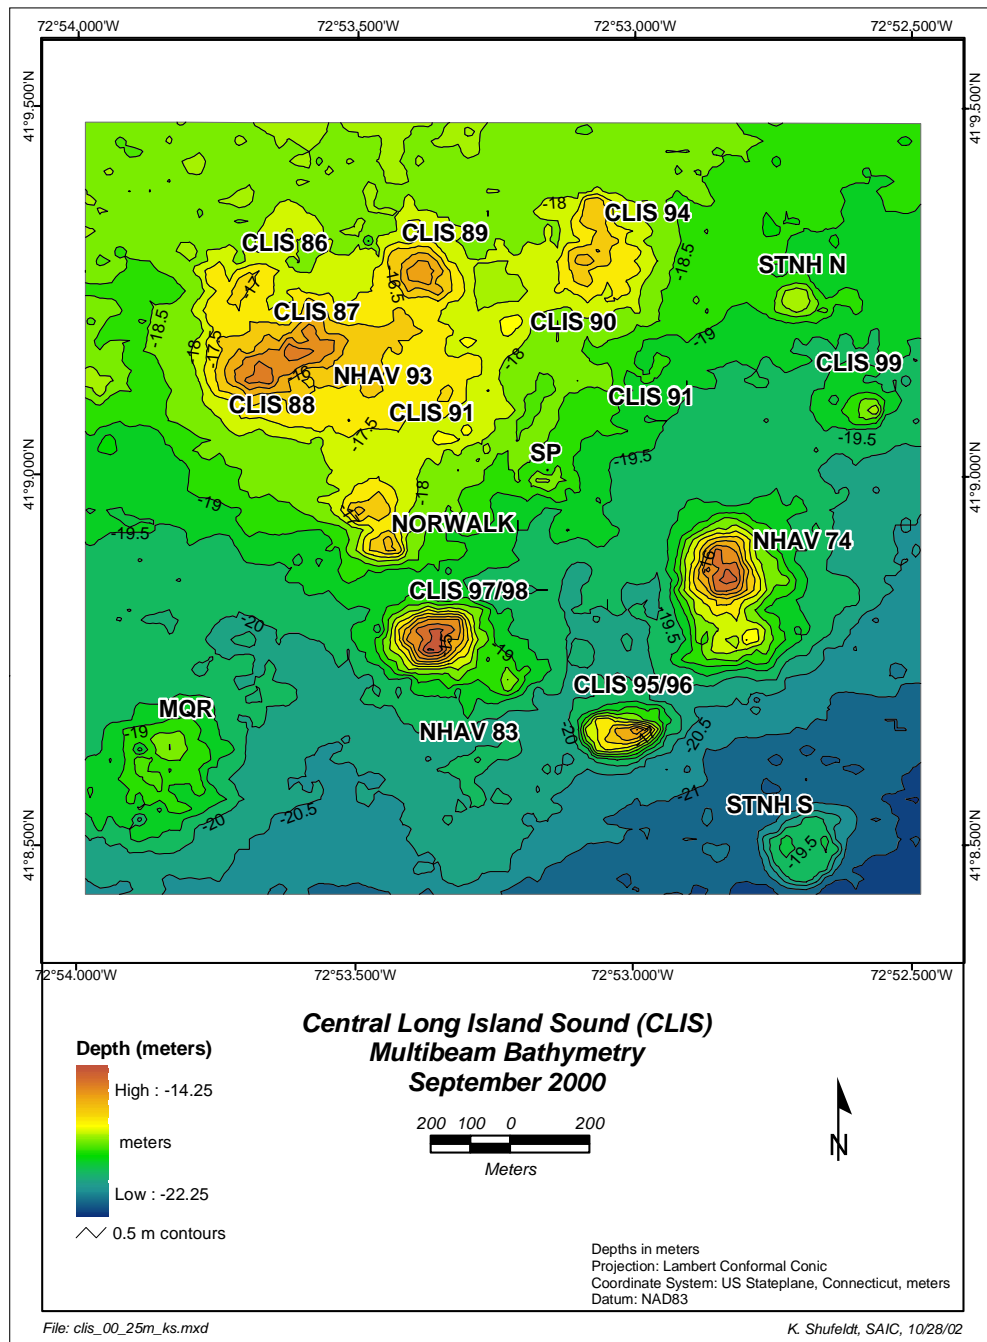 72°54.000'W 72°53.500'W 72°53.000'W 72°52.500'W
41°9.500'N 41°9.500'N
-18
CLIS 94
CLIS 89
CLIS 86
-18.5
STNH N
-17
-16.5
CLIS 87
-18.5
CLIS 90
-19
-18
-17.5
-18
CLIS 99
NHAV 93
-16
CLIS 88
CLIS 91
CLIS 91
-17.5
-19.5
SP
-19.5
41°9.000'N 41°9.000'N
-18
-19
NORWALK
-19.5
NHAV 74
-16
CLIS 97/98
-20
-19.5
-15
-19
CLIS 95/96
MQR
-19
NHAV 83
-20
-17
-20.5
-21
STNH S
-20
-20.5
-19.5
41°8.500'N 41°8.500'N
72°54.000'W 72°53.500'W 72°53.000'W 72°52.500'W
Central Long Island Sound (CLIS)
Multibeam Bathymetry
September 2000
Depth (meters)
High : -14.25
meters
Low : -22.25
0.5 m contours
200 100 0 200
Meters
N
Depths in meters
Projection: Lambert Conformal Conic
Coordinate System: US Stateplane, Connecticut, meters
Datum: NAD83
File: clis_00_25m_ks.mxd
K. Shufeldt, SAIC, 10/28/02